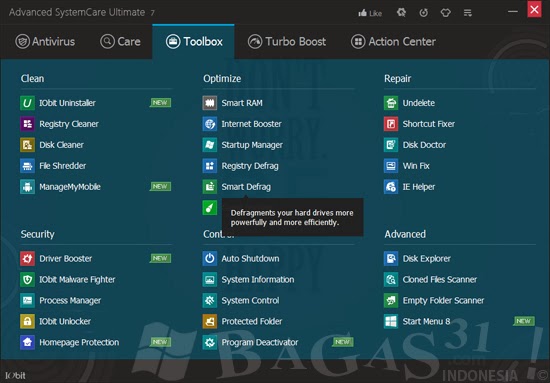 Advanced SystemCare Ultimate 7
Like
Antivirus
Care
Toolbox
Turbo Boost
Action Center
Clean
IObit Uninstaller NEW
Registry Cleaner
Disk Cleaner
File Shredder
ManageMyMobile NEW
Optimize
Smart RAM
Internet Booster
Startup Manager
Registry Defrag
Smart Defrag
Defragments your hard drives more
powerfully and more efficiently.
Repair
Undelete
Shortcut Fixer
Disk Doctor
Win Fix
IE Helper
Security
Driver Booster NEW
IObit Malware Fighter
Process Manager
IObit Unlocker
Homepage Protection NEW
Auto Shutdown
System Information
System Control
Protected Folder
Program Deactivator NEW
Advanced
Disk Explorer
Cloned Files Scanner
Empty Folder Scanner
Start Menu 8 NEW
IObit
BAGAS31
.com
INDONESIA ©